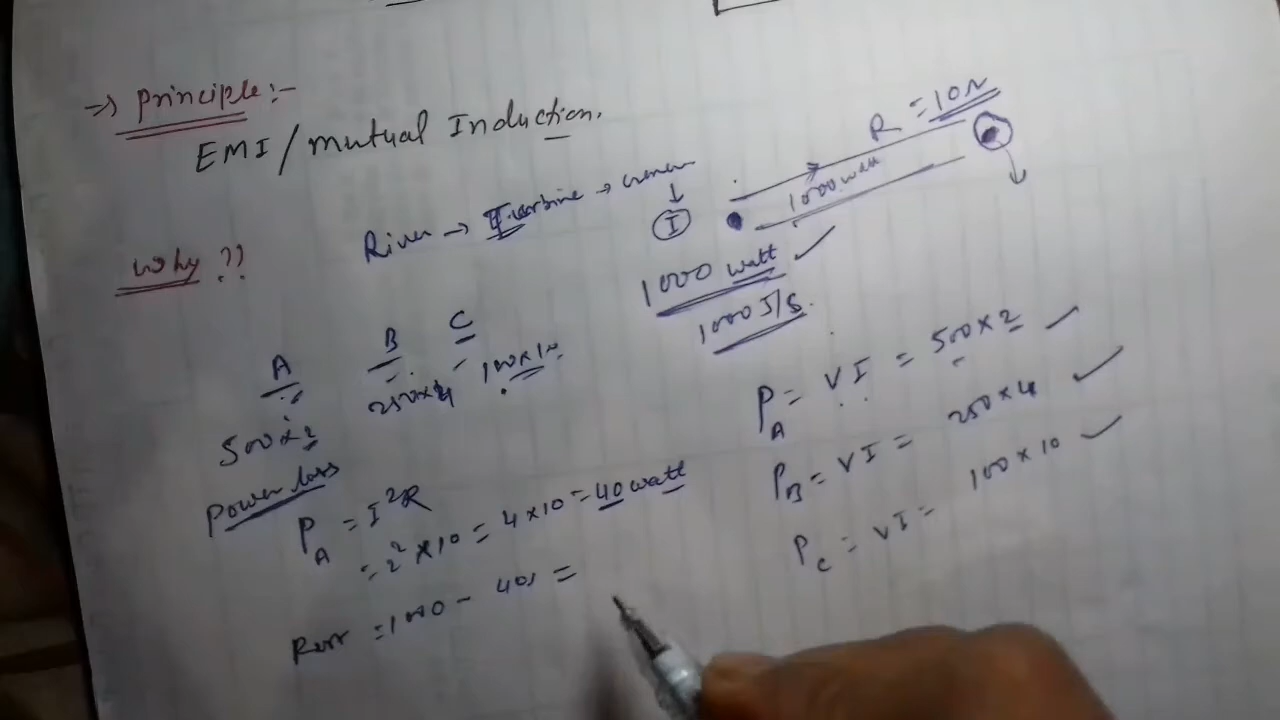 → Principle:-
EMI / mutual Induction.
R = 10Ω
1000 watt
River → Turbine →
I
Why ??
1000 watt ✓
1000 J/S.
A B C
500×2 250×4 100×10
P_A = VI = 500×2 ✓
P_B = VI = 250×4 ✓
P_C = VI = 100×10 ✓
Power loss
P_A = I²R
= 2² × 10 = 4×10 = 40 watt
= 1000 - 40 =